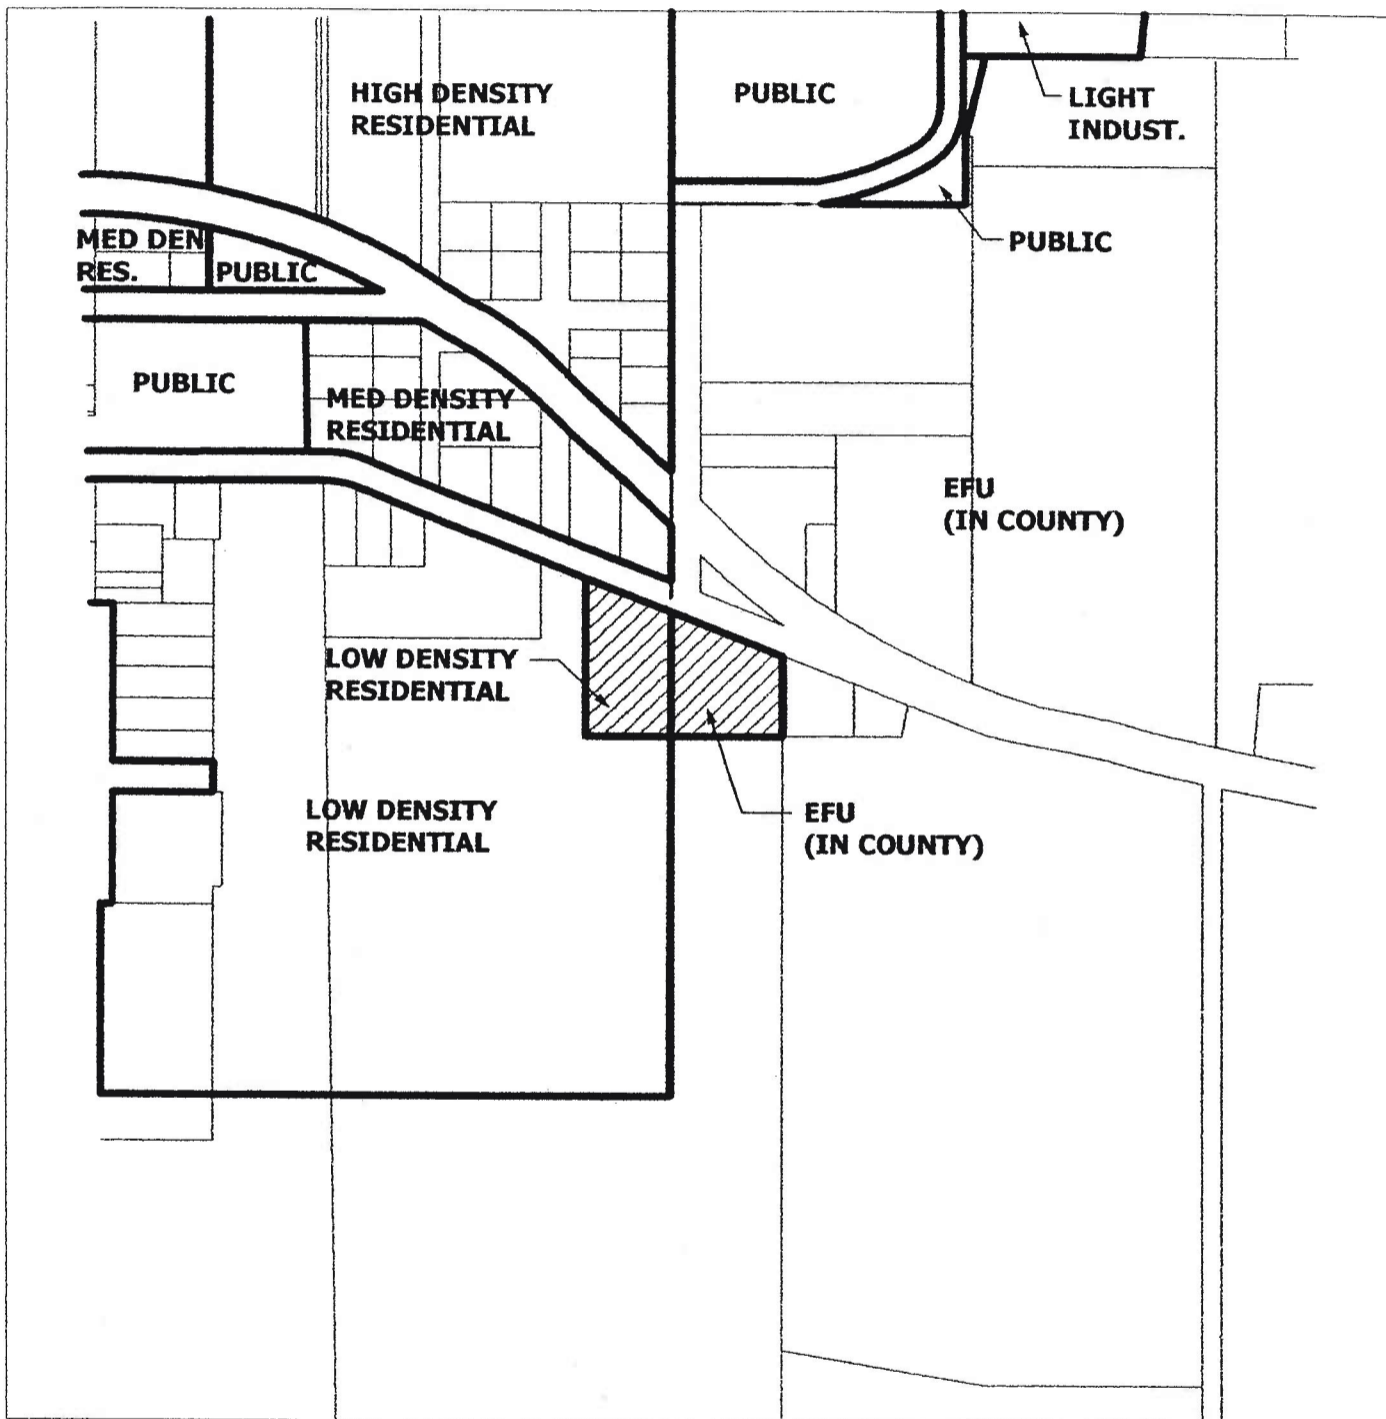 HIGH DENSITY
RESIDENTIAL
PUBLIC
LIGHT
INDUST.
MED DEN
RES.
PUBLIC
PUBLIC
PUBLIC
MED DENSITY
RESIDENTIAL
EFU
(IN COUNTY)
LOW DENSITY
RESIDENTIAL
LOW DENSITY
RESIDENTIAL
EFU
(IN COUNTY)